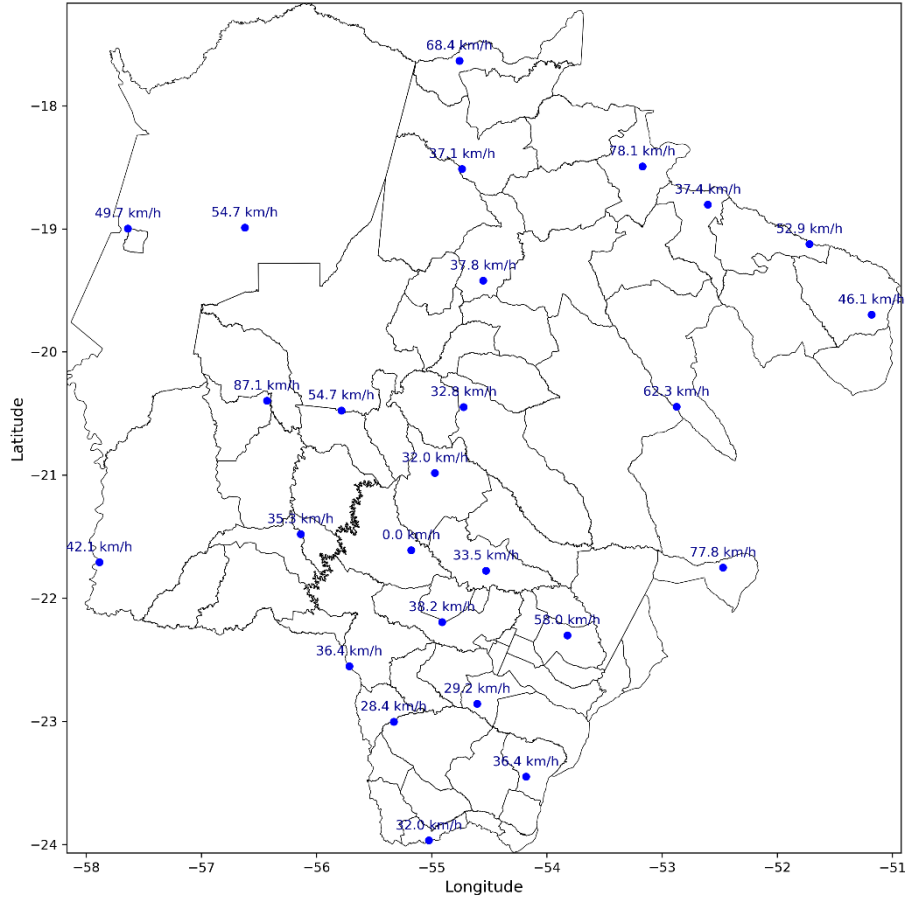 68.4 km/h
−18
37.1 km/h
78.1 km/h
37.4 km/h
49.7 km/h
54.7 km/h
−19
52.9 km/h
37.8 km/h
46.1 km/h
−20
87.1 km/h
54.7 km/h
32.8 km/h
62.3 km/h
Latitude
−21
32.0 km/h
35.3 km/h
42.1 km/h
0.0 km/h
33.5 km/h
77.8 km/h
−22
38.2 km/h
58.0 km/h
36.4 km/h
29.2 km/h
28.4 km/h
−23
36.4 km/h
32.0 km/h
−24
−58 −57 −56 −55 −54 −53 −52 −51
Longitude